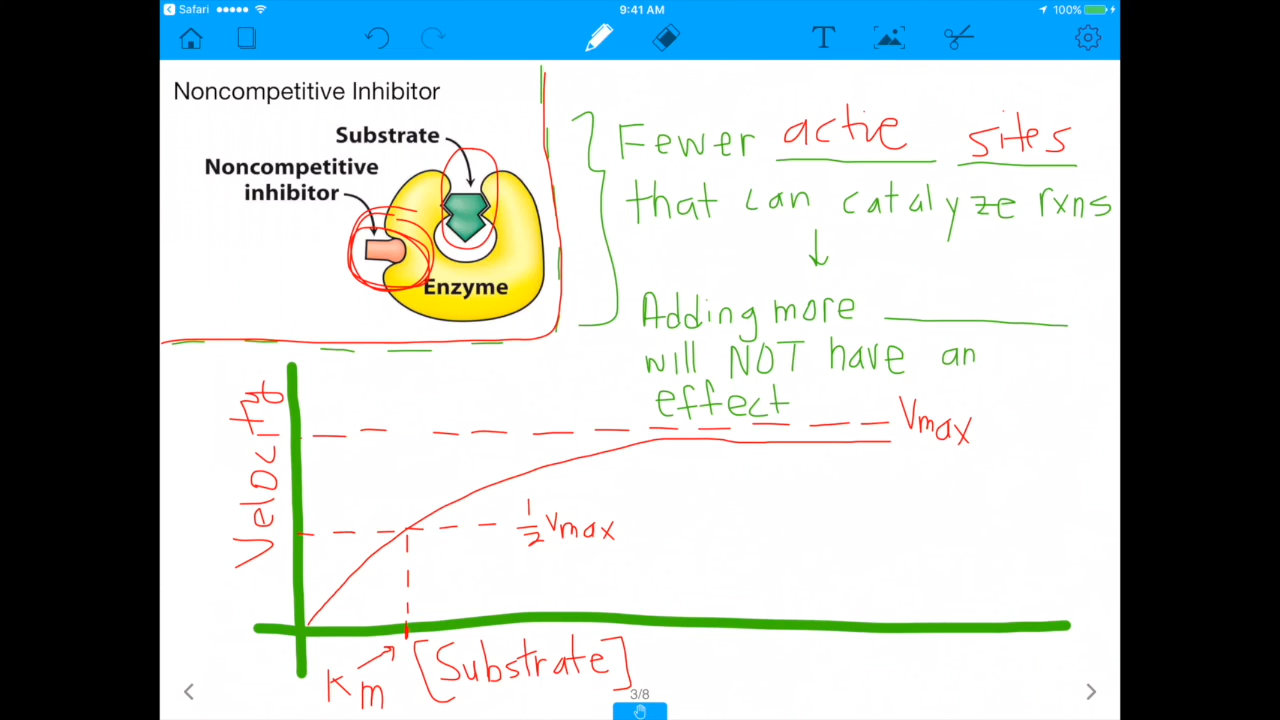 Safari
9:41 AM
100%
T
Noncompetitive Inhibitor
Substrate
Noncompetitive
inhibitor
Enzyme
Fewer active sites
that can catalyze rxns
Adding more
will NOT have an
effect
Velocity
Vmax
1/2 Vmax
Km
[Substrate]
3/8